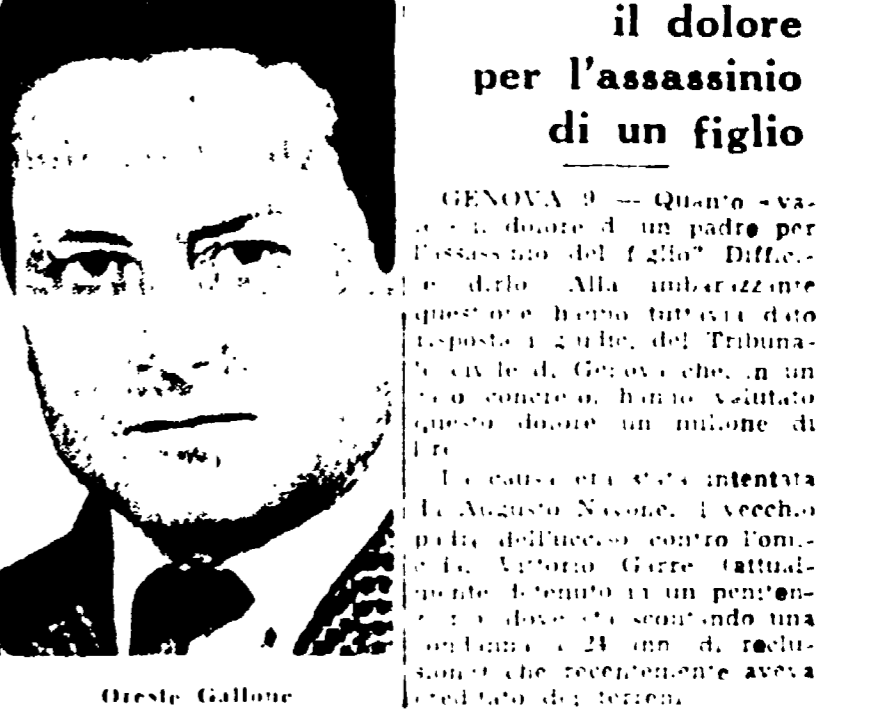 il dolore
per l'assassinio
di un figlio
GENOVA 9 — Quanto va-
dolore d un padre per
l'assassinio del figlio? Diffic-
e dirlo Alla imbarazzante
questione hanno tuttavia dato
risposta i giudici del Tribuna-
le civile di Genova che, in un
caso concreto, hanno valutato
questo dolore un milione di
lire
La causa era stata intentata
da Augusto Navone, il vecchio
padre dell'ucciso contro l'omi-
cida, Vittorio Garre (attual-
mente detenuto in un peniten-
dove sta scontando una
condanna a 24 anni di reclu-
sione) che recentemente aveva
ereditato dei terreni
Oreste Gallone